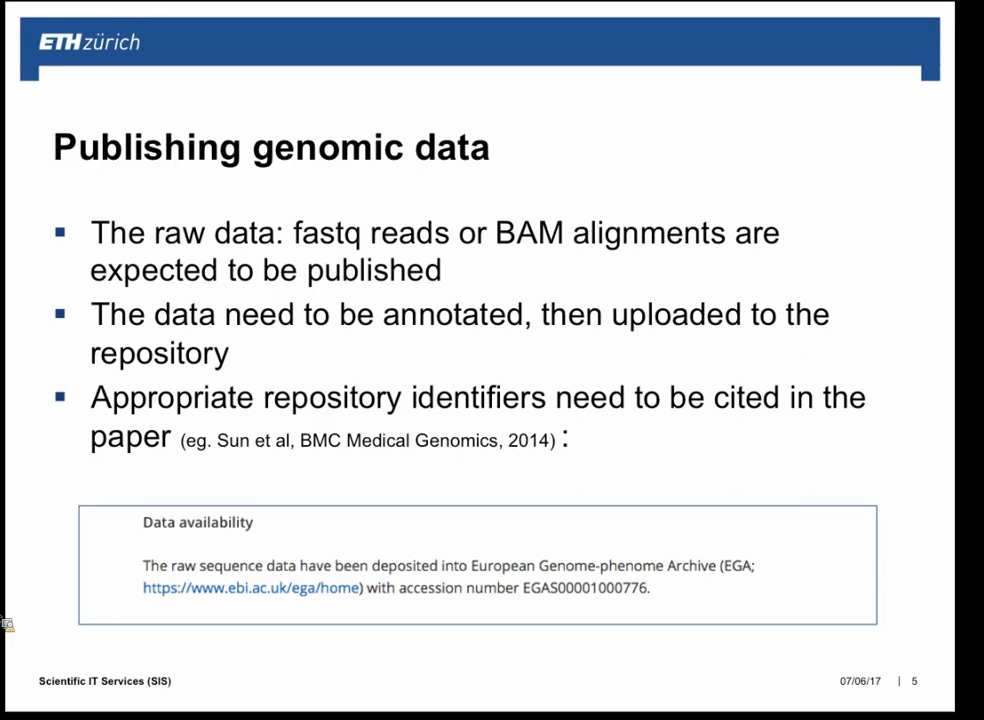 ETH zürich
Publishing genomic data
▪ The raw data: fastq reads or BAM alignments are
expected to be published
▪ The data need to be annotated, then uploaded to the
repository
▪ Appropriate repository identifiers need to be cited in the
paper (eg. Sun et al, BMC Medical Genomics, 2014) :
Data availability
The raw sequence data have been deposited into European Genome-phenome Archive (EGA;
https://www.ebi.ac.uk/ega/home) with accession number EGAS00001000776.
Scientific IT Services (SIS)
07/06/17 | 5